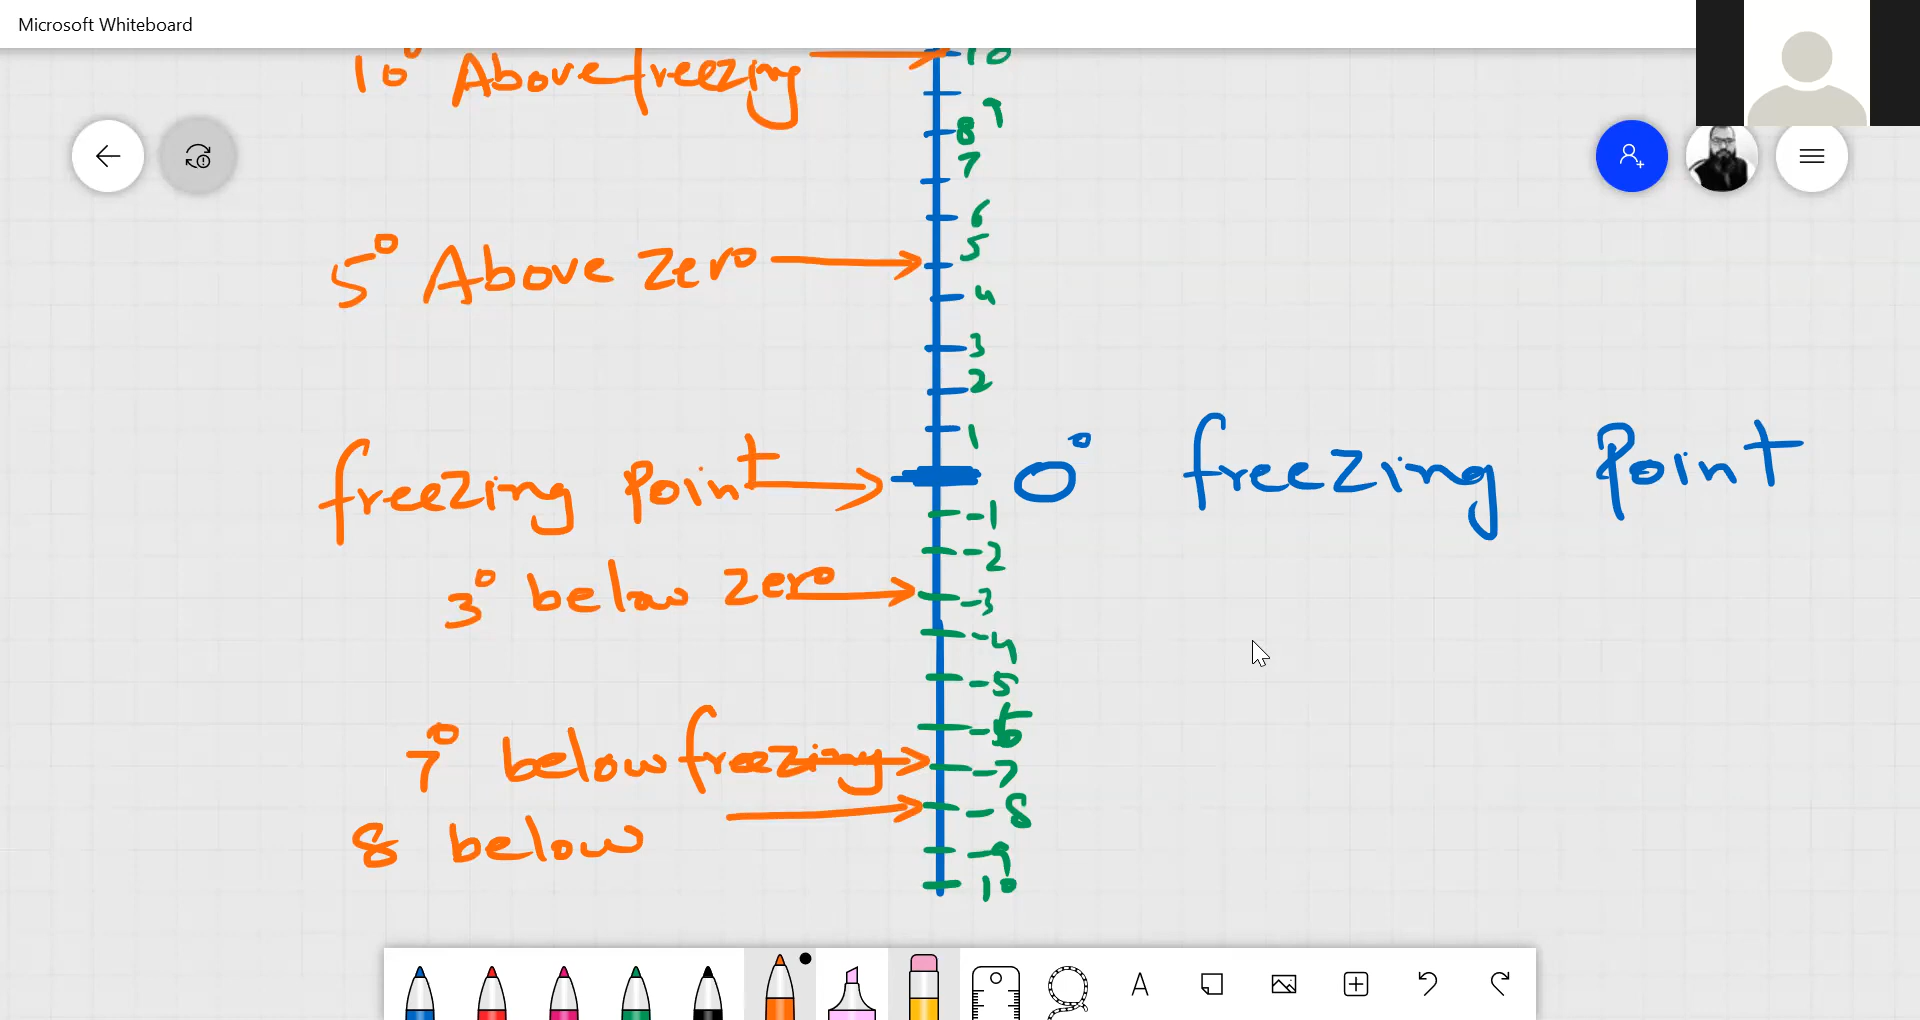 Microsoft Whiteboard
10° Above freezing
10
9
8
7
6
5° Above zero
5
4
3
2
1
freezing point
0° freezing point
-1
-2
3° below zero
-3
-4
-5
-6
7° below freezing
-7
8 below
-8
-9
10
A